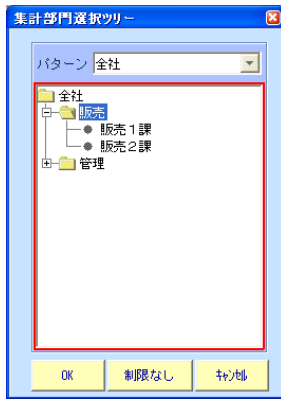 集計部門選択ツリー
パターン 全社
全社
販売
販売1課
販売2課
管理
OK 制限なし ｷｬﾝｾﾙ